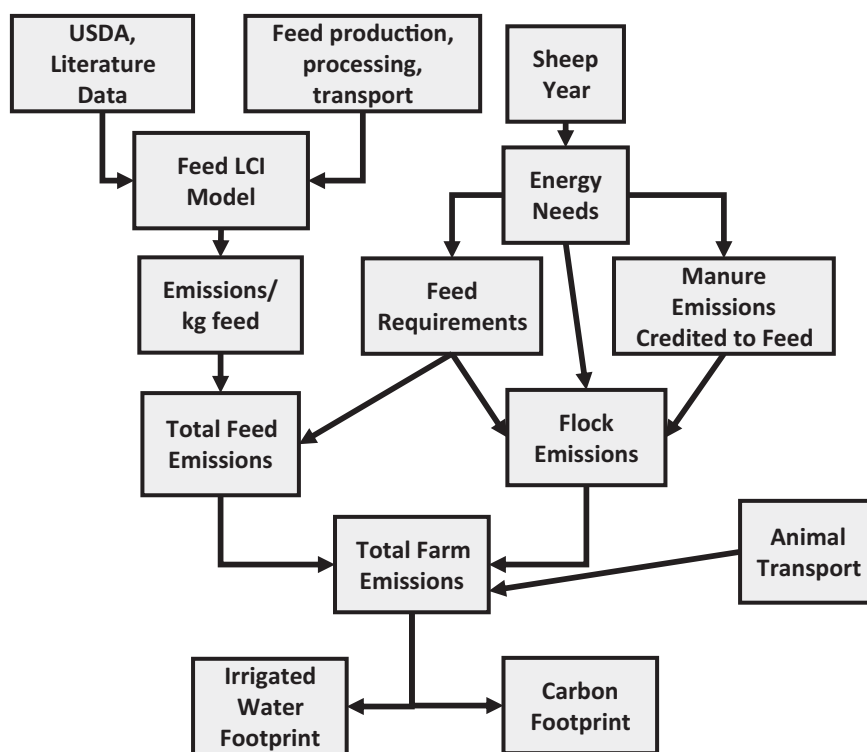 USDA,
Literature
Data
Feed production,
processing,
transport
Sheep
Year
Feed LCI
Model
Energy
Needs
Emissions/
kg feed
Feed
Requirements
Manure
Emissions
Credited to Feed
Total Feed
Emissions
Flock
Emissions
Total Farm
Emissions
Animal
Transport
Irrigated
Water
Footprint
Carbon
Footprint